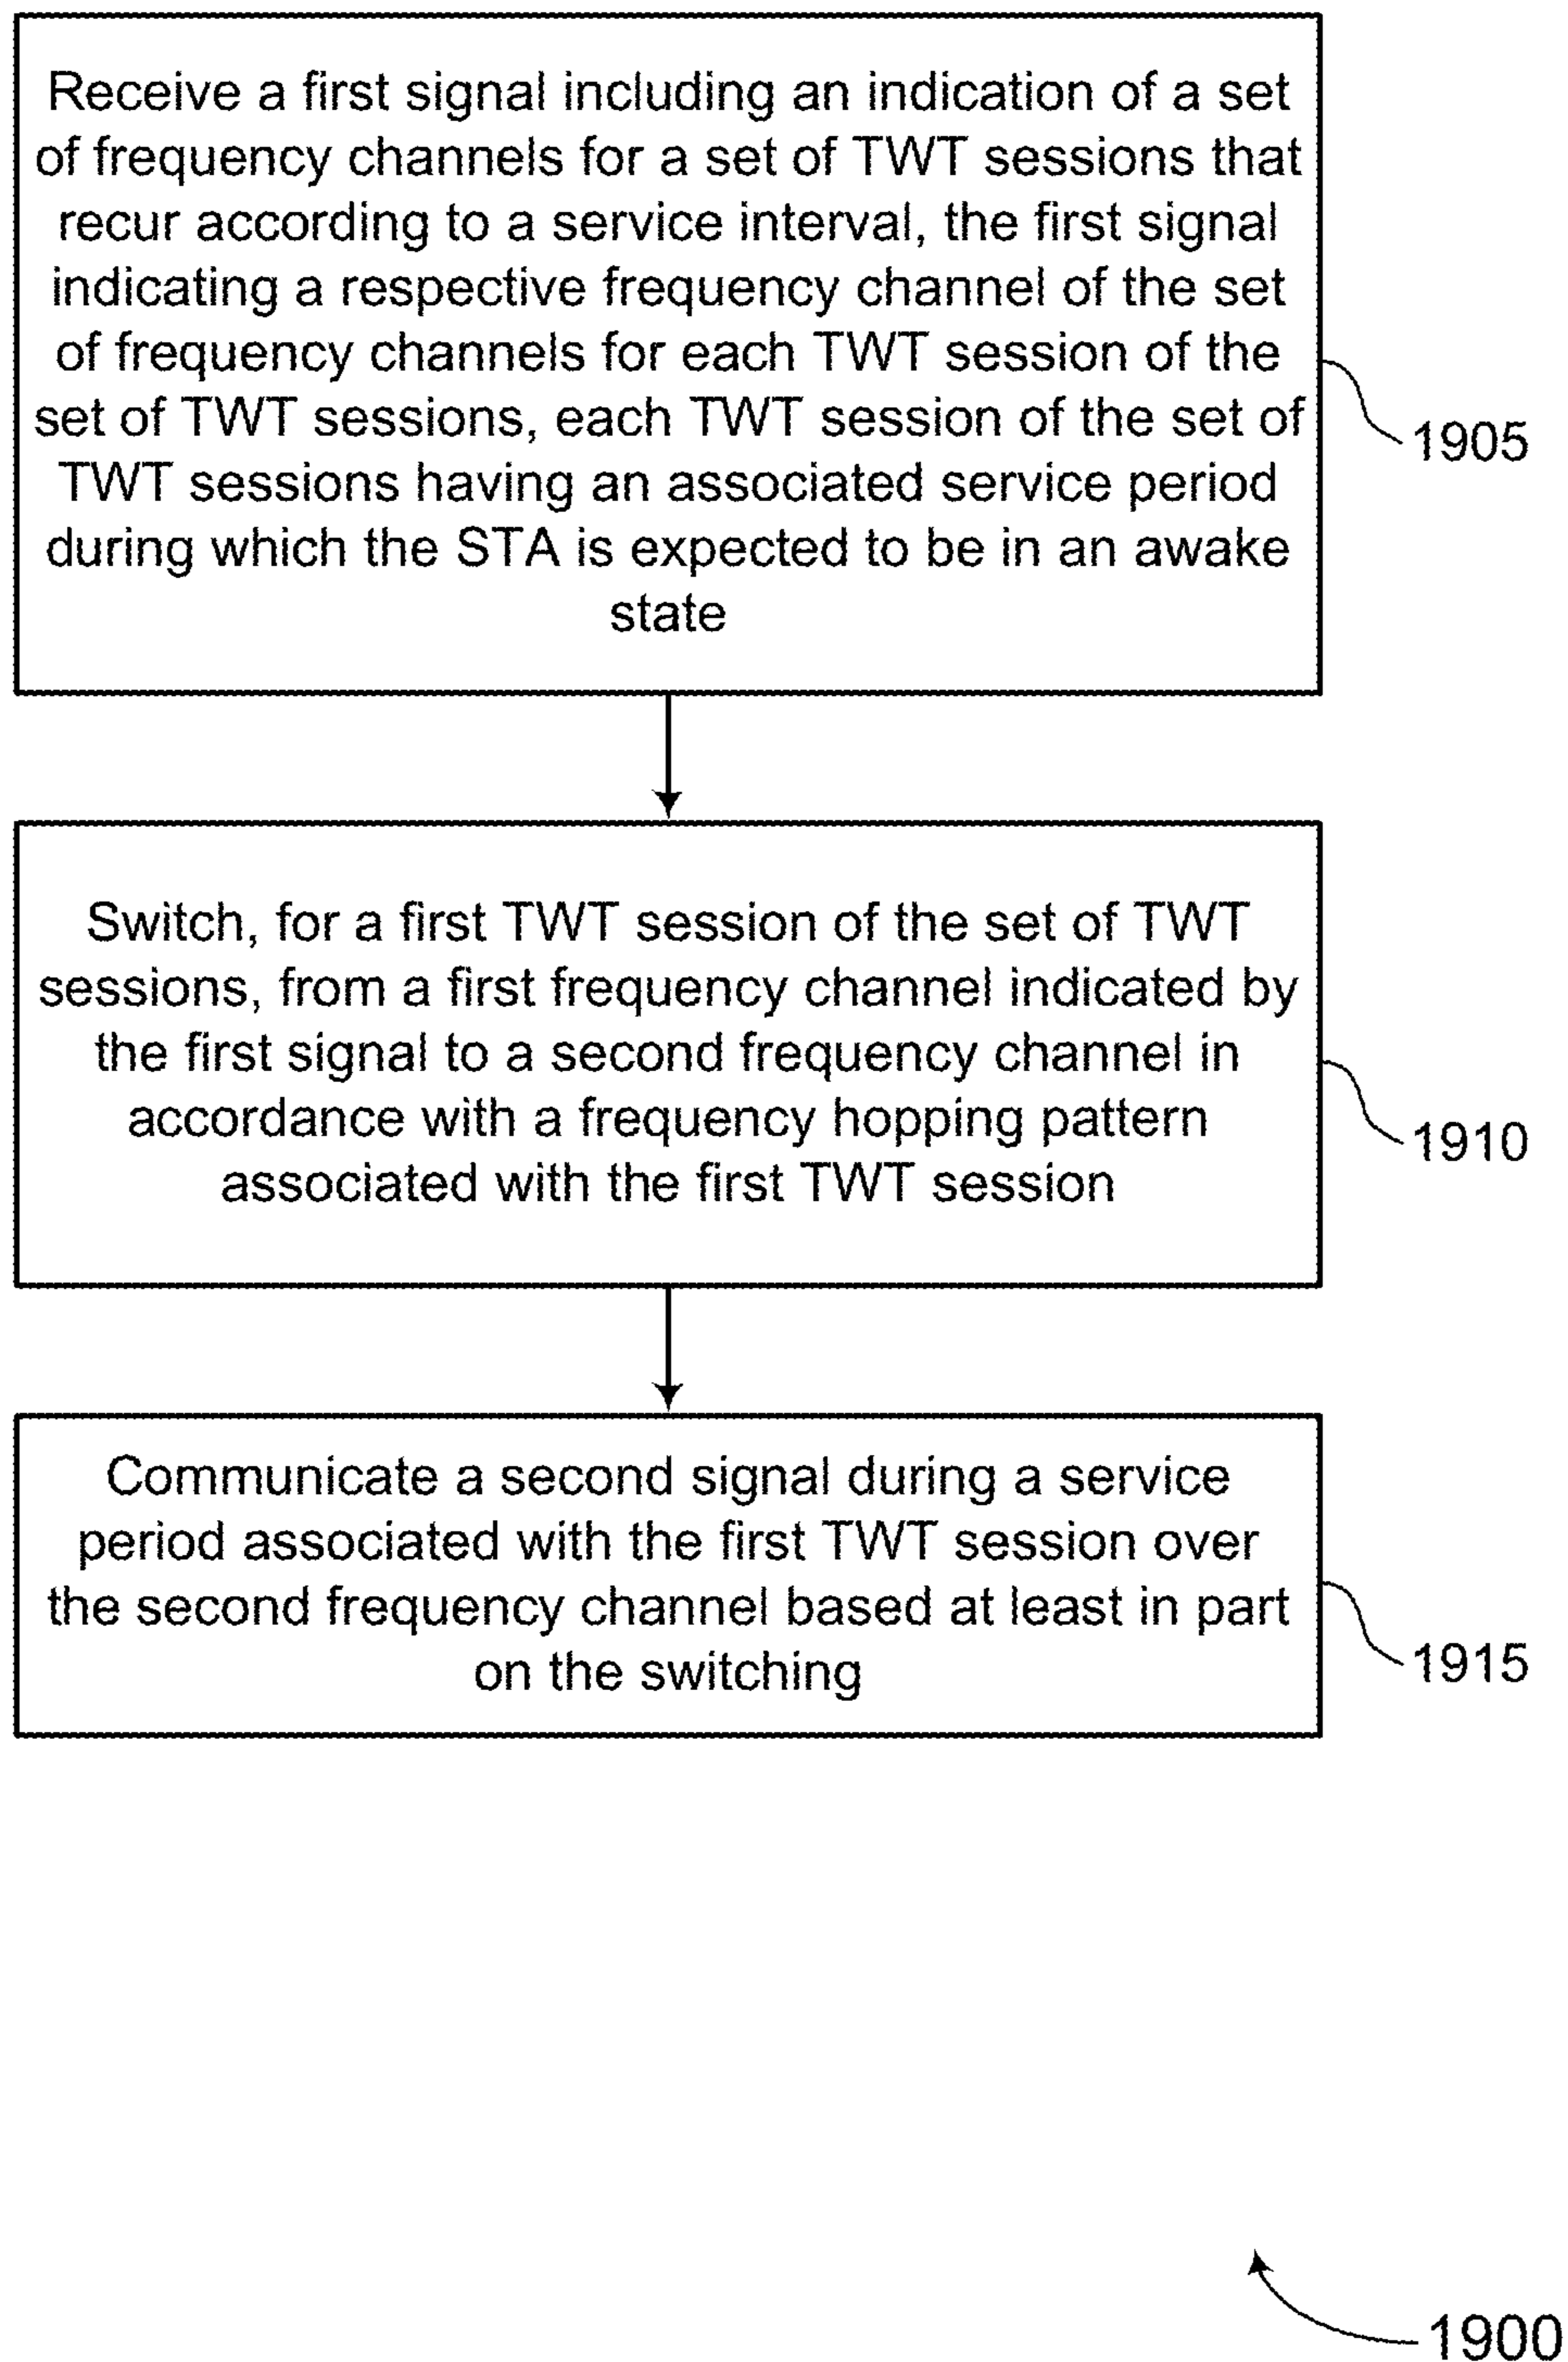 Receive a first signal including an indication of a set
of frequency channels for a set of TWT sessions that
recur according to a service interval, the first signal
indicating a respective frequency channel of the set
of frequency channels for each TWT session of the
set of TWT sessions, each TWT session of the set of
TWT sessions having an associated service period
during which the STA is expected to be in an awake
state
1905
Switch, for a first TWT session of the set of TWT
sessions, from a first frequency channel indicated by
the first signal to a second frequency channel in
accordance with a frequency hopping pattern
associated with the first TWT session
1910
Communicate a second signal during a service
period associated with the first TWT session over
the second frequency channel based at least in part
on the switching
1915
1900